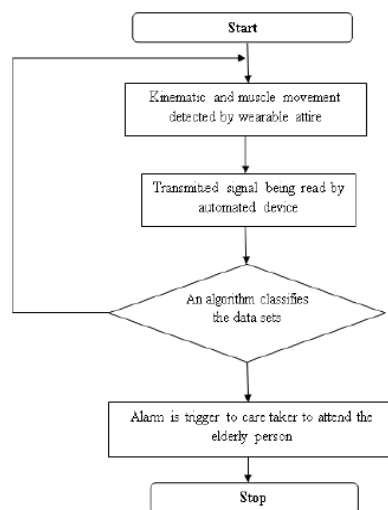 Start
Kinematic and muscle movement
detected by wearable attire
Transmitted signal being read by
automated device
An algorithm classifies
the data sets
Alarm is trigger to care taker to attend the
elderly person
Stop